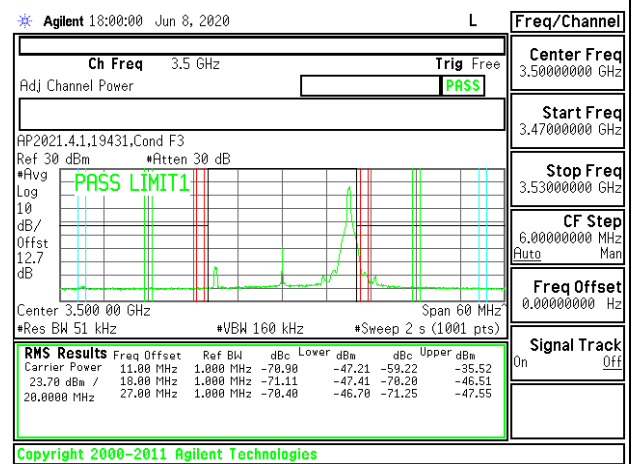 Agilent 18:00:00 Jun 8, 2020 L
Ch Freq 3.5 GHz Trig Free
Adj Channel Power PASS
AP2021.4.1,19431,Cond F3
Ref 30 dBm #Atten 30 dB
#Avg
Log
10
dB/
Offst
12.7
dB
PASS LIMIT1
Center 3.500 00 GHz Span 60 MHz
#Res BW 51 kHz #VBW 160 kHz #Sweep 2 s (1001 pts)
RMS Results Freq Offset Ref BW dBc Lower dBm dBc Upper dBm
Carrier Power 11.00 MHz 1.000 MHz -70.90 -47.21 -59.22 -35.52
23.70 dBm / 18.00 MHz 1.000 MHz -71.11 -47.41 -70.20 -46.51
20.0000 MHz 27.00 MHz 1.000 MHz -70.40 -46.70 -71.25 -47.55
Copyright 2000-2011 Agilent Technologies
Freq/Channel
Center Freq
3.50000000 GHz
Start Freq
3.47000000 GHz
Stop Freq
3.53000000 GHz
CF Step
6.00000000 MHz
Auto Man
Freq Offset
0.00000000 Hz
Signal Track
On Off